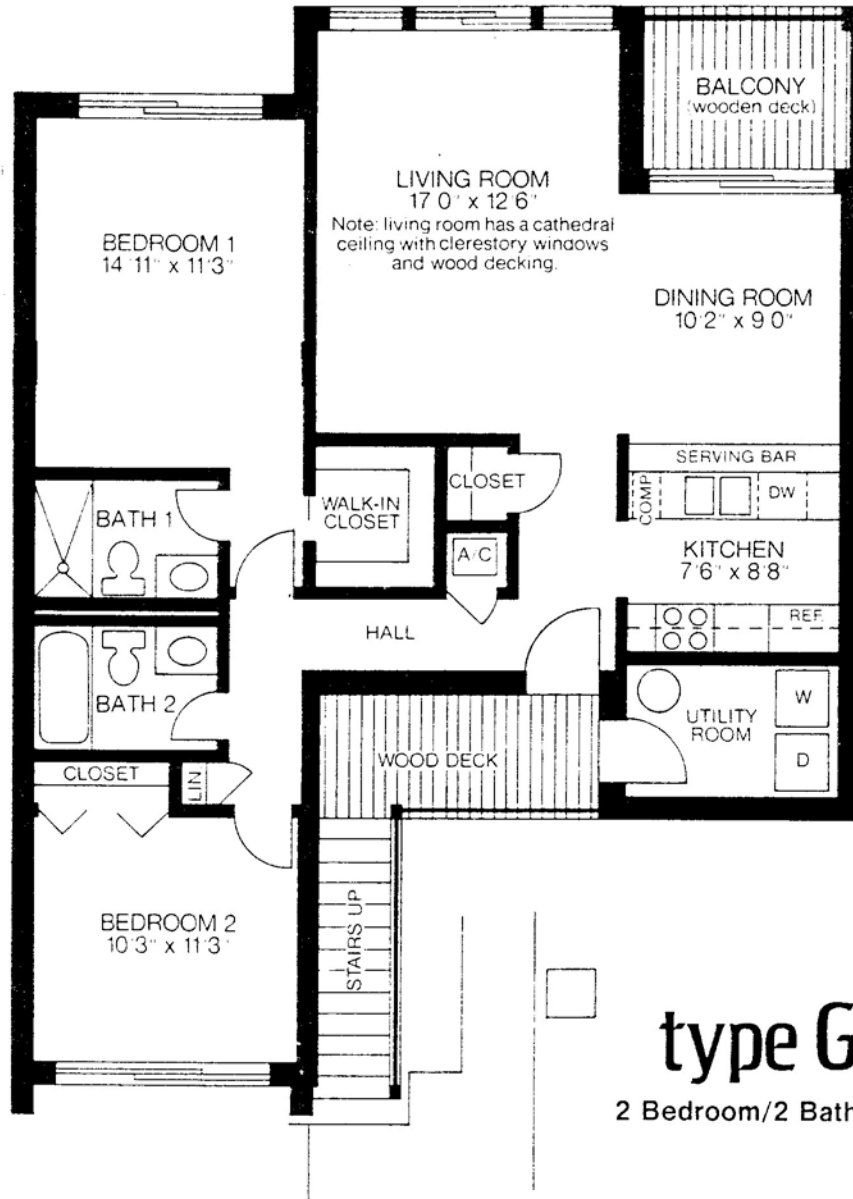 BALCONY
(wooden deck)
LIVING ROOM
17'0" x 12'6"
Note: living room has a cathedral
ceiling with clerestory windows
and wood decking.
BEDROOM 1
14'11" x 11'3"
DINING ROOM
10'2" x 9'0"
SERVING BAR
CLOSET
COMP
DW
WALK-IN
CLOSET
BATH 1
A/C
KITCHEN
7'6" x 8'8"
REF.
HALL
BATH 2
UTILITY
ROOM
W
D
WOOD DECK
CLOSET
LIN
STAIRS UP
BEDROOM 2
10'3" x 11'3"
type G
2 Bedroom/2 Bath